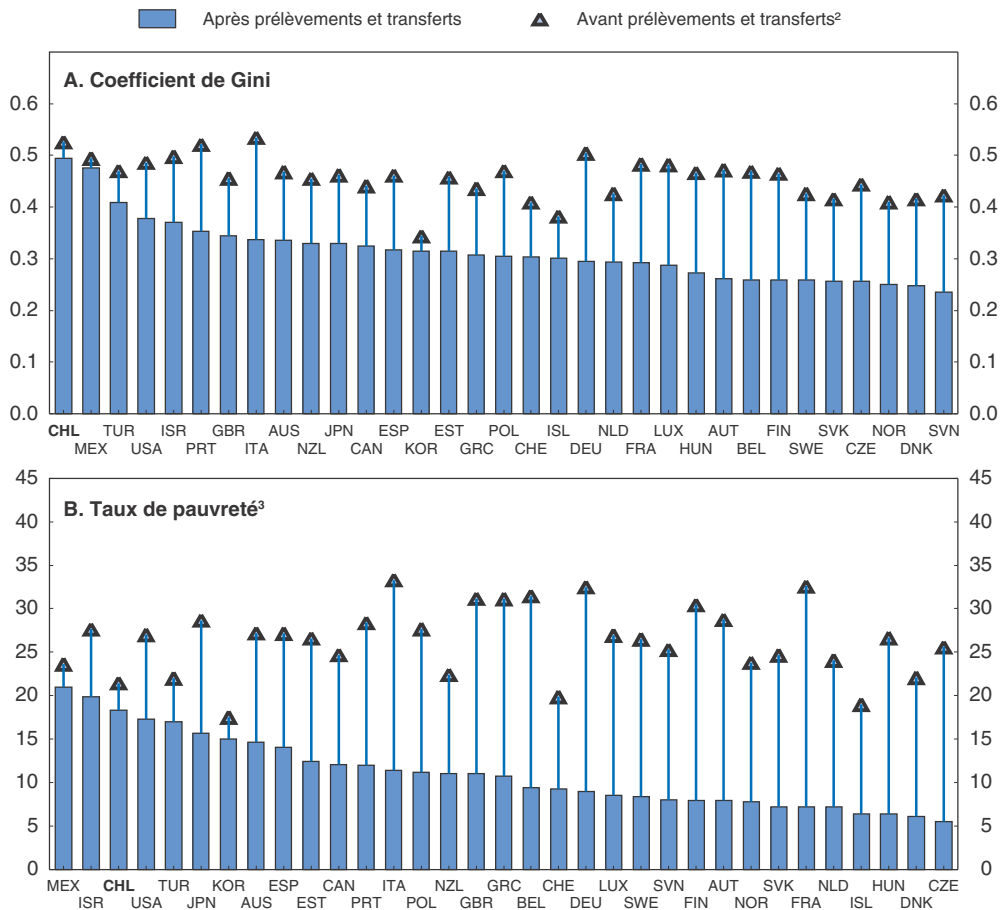 Après prélèvements et transferts    Avant prélèvements et transferts²
A. Coefficient de Gini
0.6 0.6
0.5 0.5
0.4 0.4
0.3 0.3
0.2 0.2
0.1 0.1
0.0 0.0
CHL TUR ISR GBR AUS JPN ESP EST POL ISL NLD LUX AUT FIN SVK NOR SVN
MEX USA PRT ITA NZL CAN KOR GRC CHE DEU FRA HUN BEL SWE CZE DNK
45 45
B. Taux de pauvreté³
40 40
35 35
30 30
25 25
20 20
15 15
10 10
5 5
0 0
MEX CHL TUR KOR ESP CAN ITA NZL GRC CHE LUX SVN AUT SVK NLD HUN CZE
ISR USA JPN AUS EST PRT POL GBR BEL DEU SWE FIN NOR FRA ISL DNK